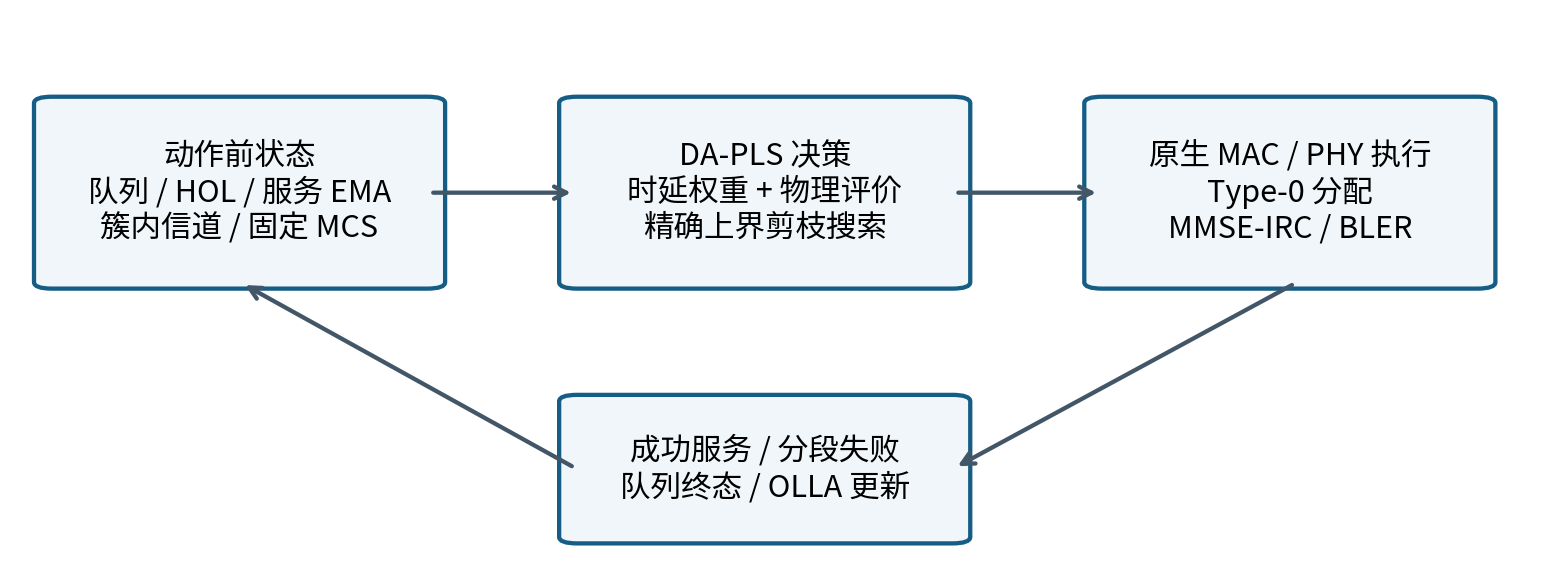 动作前状态
队列 / HOL / 服务 EMA
簇内信道 / 固定 MCS
DA-PLS 决策
时延权重 + 物理评价
精确上界剪枝搜索
原生 MAC / PHY 执行
Type-0 分配
MMSE-IRC / BLER
成功服务 / 分段失败
队列终态 / OLLA 更新